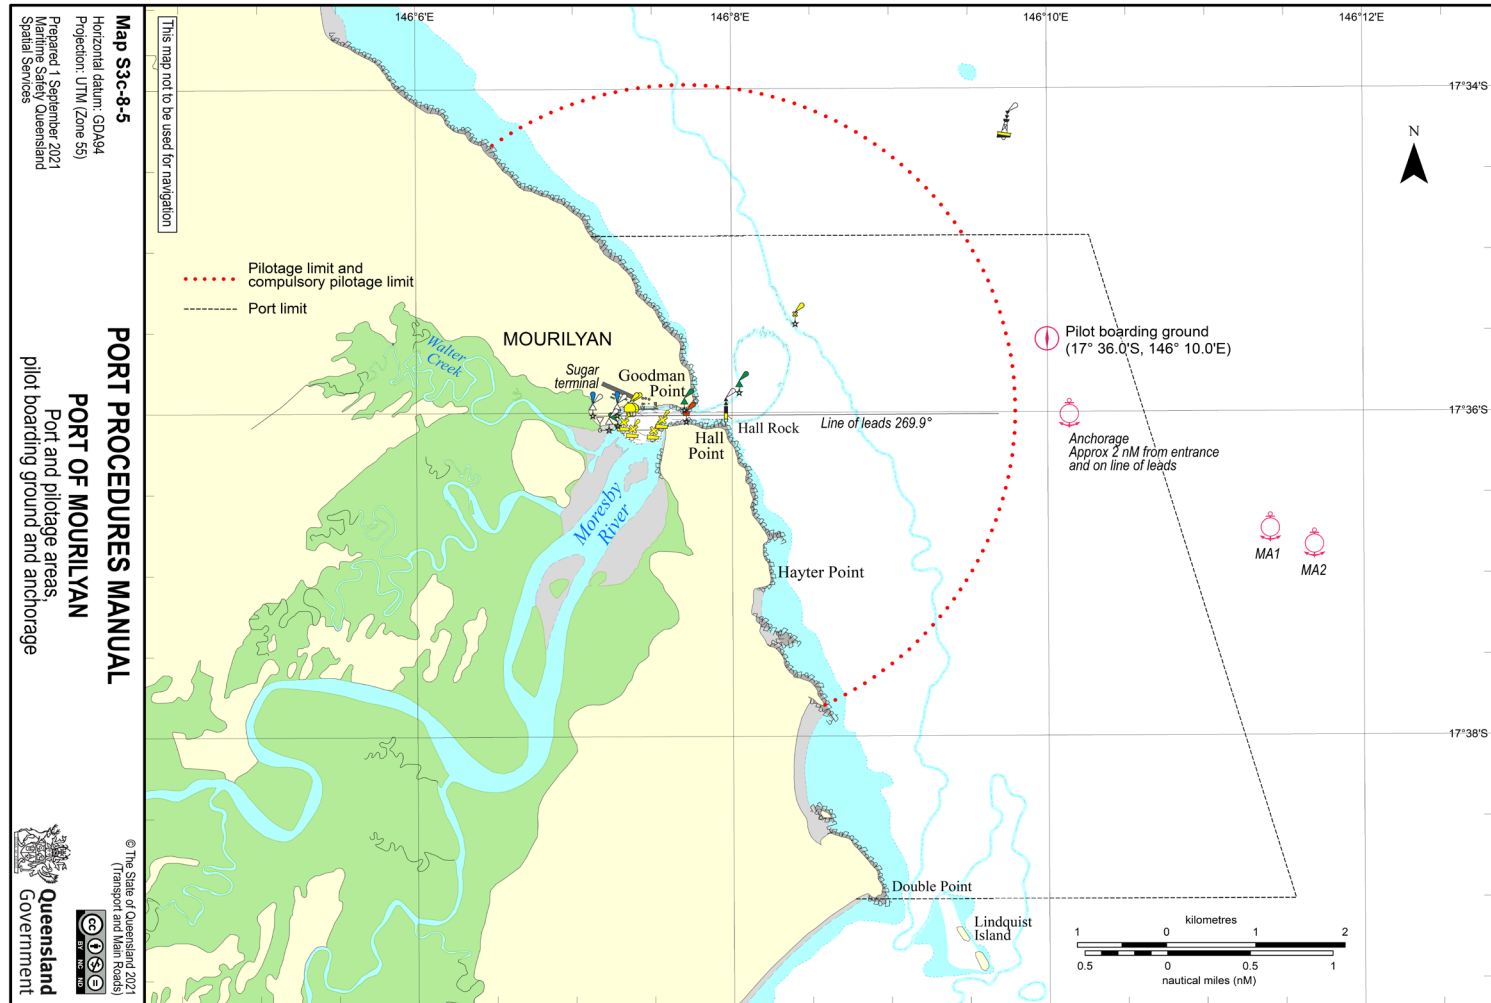 146°6'E
146°8'E
146°10'E
146°12'E
17°34'S
17°36'S
17°38'S
N
This map not to be used for navigation
Pilotage limit and
compulsory pilotage limit
Port limit
MOURILYAN
Walter
Creek
Sugar
terminal
Goodman
Point
Hall
Point
Hall Rock
Line of leads 269.9°
Pilot boarding ground
(17° 36.0'S, 146° 10.0'E)
Anchorage
Approx 2 nM from entrance
and on line of leads
MA1
MA2
Moresby
River
Hayter Point
Double Point
Lindquist
Island
kilometres
1 0 1 2
0.5 0 0.5 1
nautical miles (nM)
Map S3c-8-5
Horizontal datum: GDA94
Projection: UTM (Zone 55)
Prepared 1 September 2021
Maritime Safety Queensland
Spatial Services
PORT PROCEDURES MANUAL
PORT OF MOURILYAN
Port and pilotage areas,
pilot boarding ground and anchorage
© The State of Queensland 2021
(Transport and Main Roads)
cc
BY NC ND
Queensland
Government